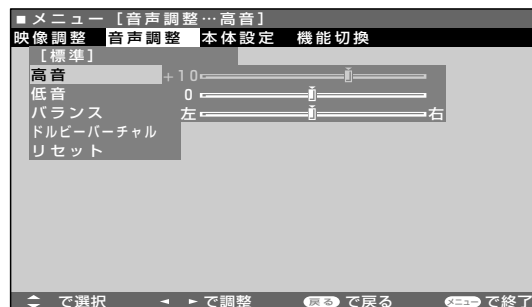 ■メニュー [音声調整…高音]
映像調整 音声調整 本体設定 機能切換
[標準]
高音 +10
低音 0
バランス 左 右
ドルビーバーチャル
リセット
で選択 で調整 戻る で戻る メニュー で終了